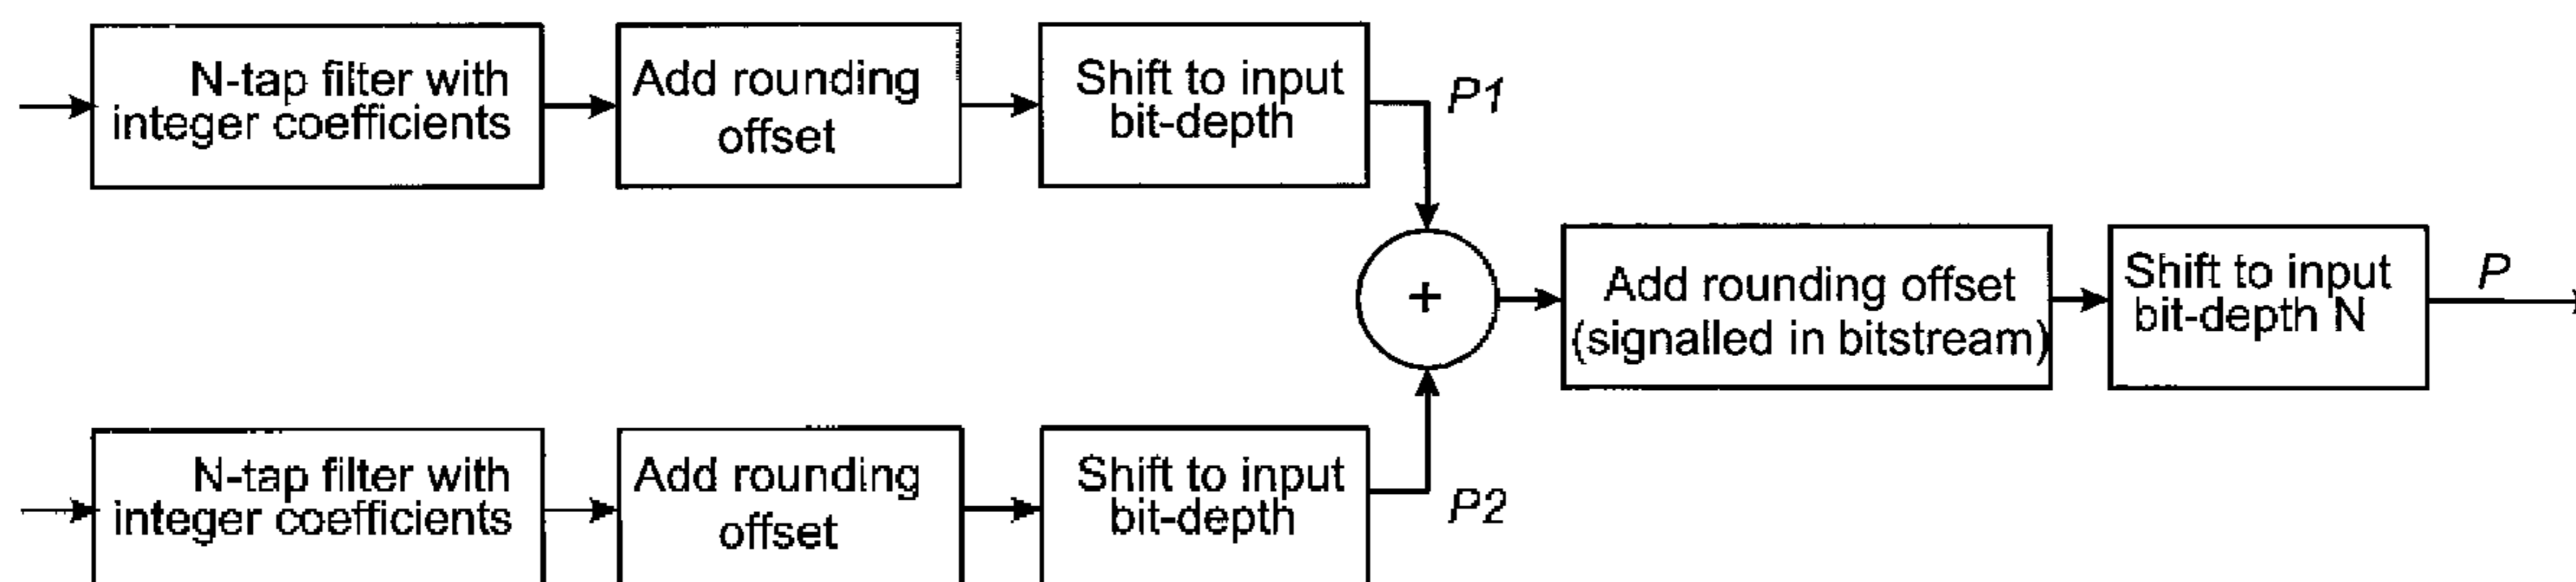 N-tap filter with
integer coefficients
Add rounding
offset
Shift to input
bit-depth
P1
+
Add rounding offset
(signalled in bitstream)
Shift to input
bit-depth N
P
N-tap filter with
integer coefficients
Add rounding
offset
Shift to input
bit-depth
P2